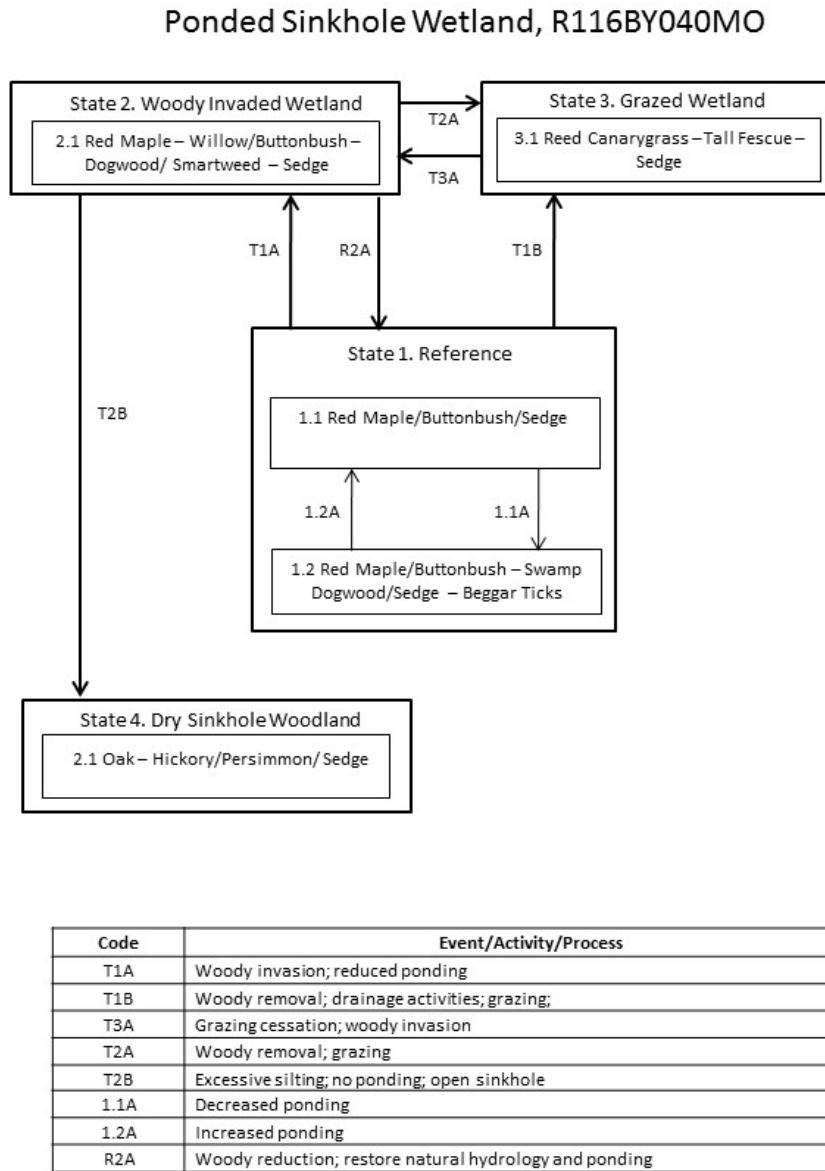 Ponded Sinkhole Wetland, R116BY040MO
State 2. Woody Invaded Wetland
2.1 Red Maple – Willow/Buttonbush –
Dogwood/ Smartweed – Sedge
T2A
T3A
State 3. Grazed Wetland
3.1 Reed Canarygrass –Tall Fescue –
Sedge
T1A
R2A
T1B
State 1. Reference
1.1 Red Maple/Buttonbush/Sedge
T2B
1.2A
1.1A
1.2 Red Maple/Buttonbush – Swamp
Dogwood/Sedge – Beggar Ticks
State 4. Dry Sinkhole Woodland
2.1 Oak – Hickory/Persimmon/ Sedge
Code Event/Activity/Process
T1A Woody invasion; reduced ponding
T1B Woody removal; drainage activities; grazing;
T3A Grazing cessation; woody invasion
T2A Woody removal; grazing
T2B Excessive silting; no ponding; open sinkhole
1.1A Decreased ponding
1.2A Increased ponding
R2A Woody reduction; restore natural hydrology and ponding